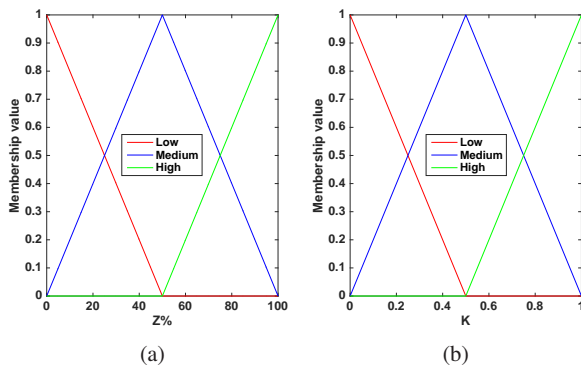 1
0.9
0.8
0.7
0.6
0.5
0.4
0.3
0.2
0.1
0
Membership value
Low
Medium
High
0 20 40 60 80 100
Z%
(a)
1
0.9
0.8
0.7
0.6
0.5
0.4
0.3
0.2
0.1
0
Membership value
Low
Medium
High
0 0.2 0.4 0.6 0.8 1
K
(b)